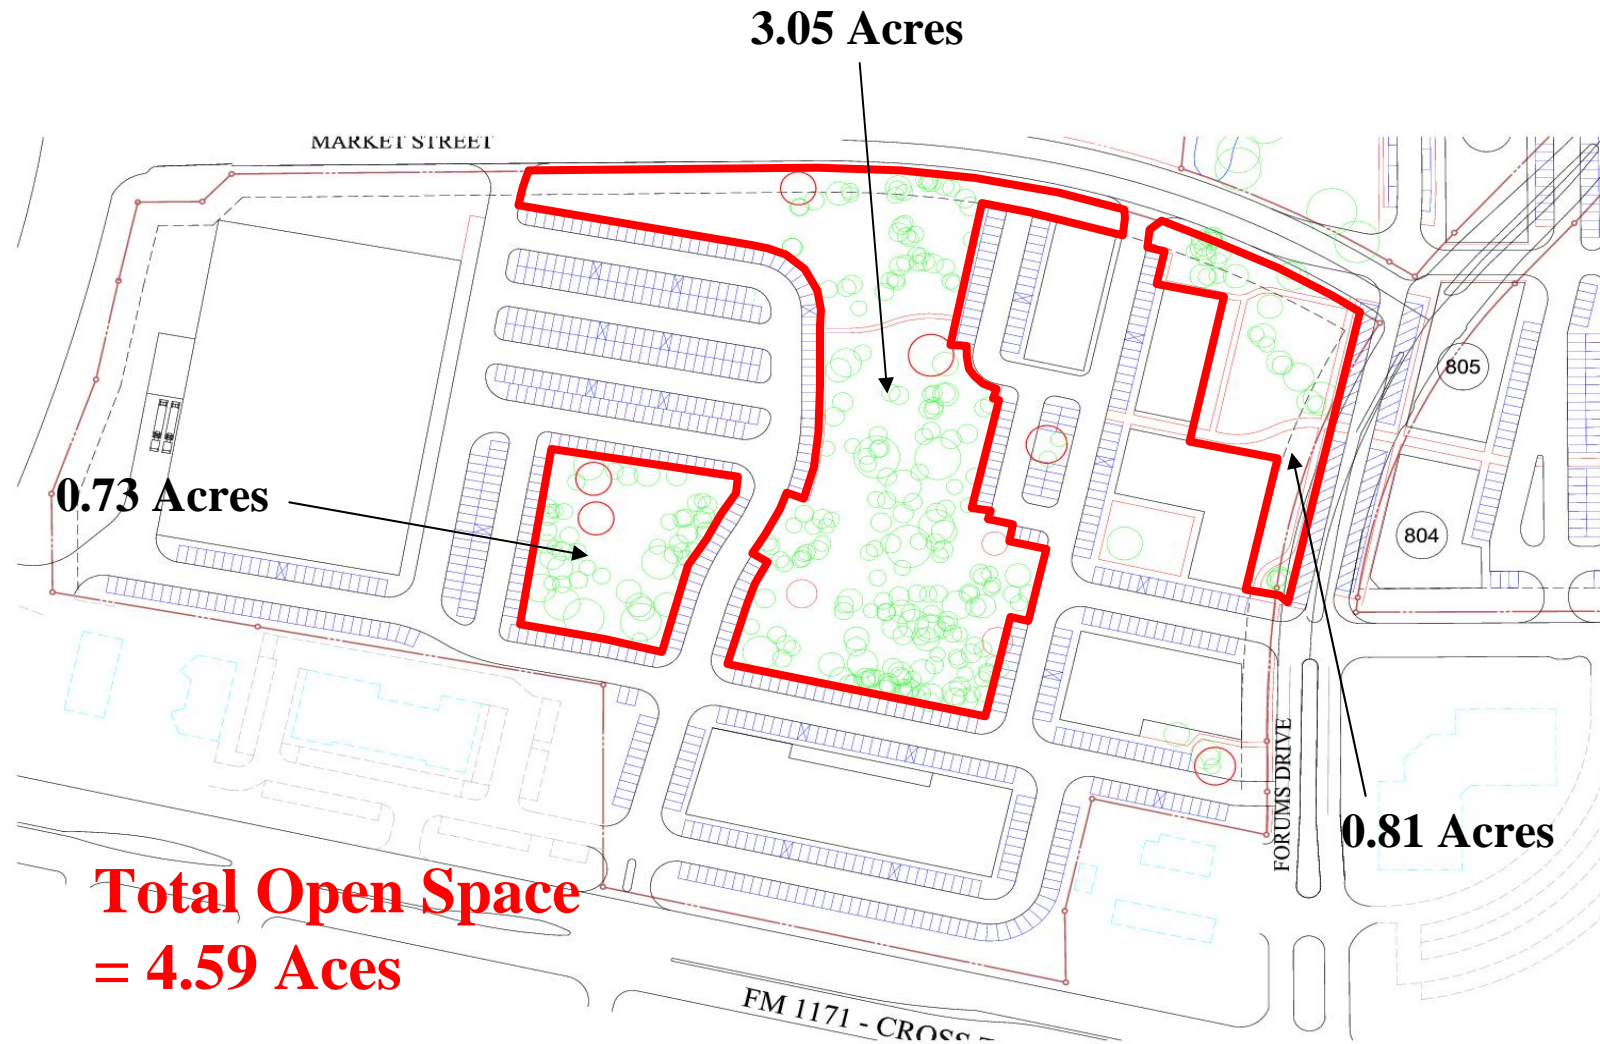 3.05 Acres
MARKET STREET
805
0.73 Acres
804
FORUMS DRIVE
0.81 Acres
Total Open Space
= 4.59 Aces
FM 1171 - CROSS